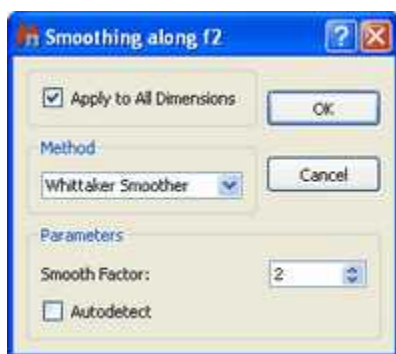 Smoothing along f2
Apply to All Dimensions
OK
Method
Whittaker Smoother
Cancel
Parameters
Smooth Factor: 2
Autodetect